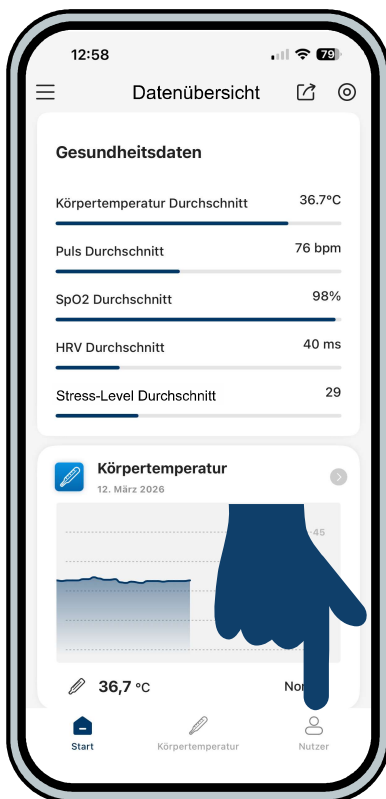 12:58
79
Datenübersicht
Gesundheitsdaten
Körpertemperatur Durchschnitt 36.7°C
Puls Durchschnitt 76 bpm
SpO2 Durchschnitt 98%
HRV Durchschnitt 40 ms
Stress-Level Durchschnitt 29
Körpertemperatur
12. März 2026
45
36,7 °C
Start Körpertemperatur Nutzer